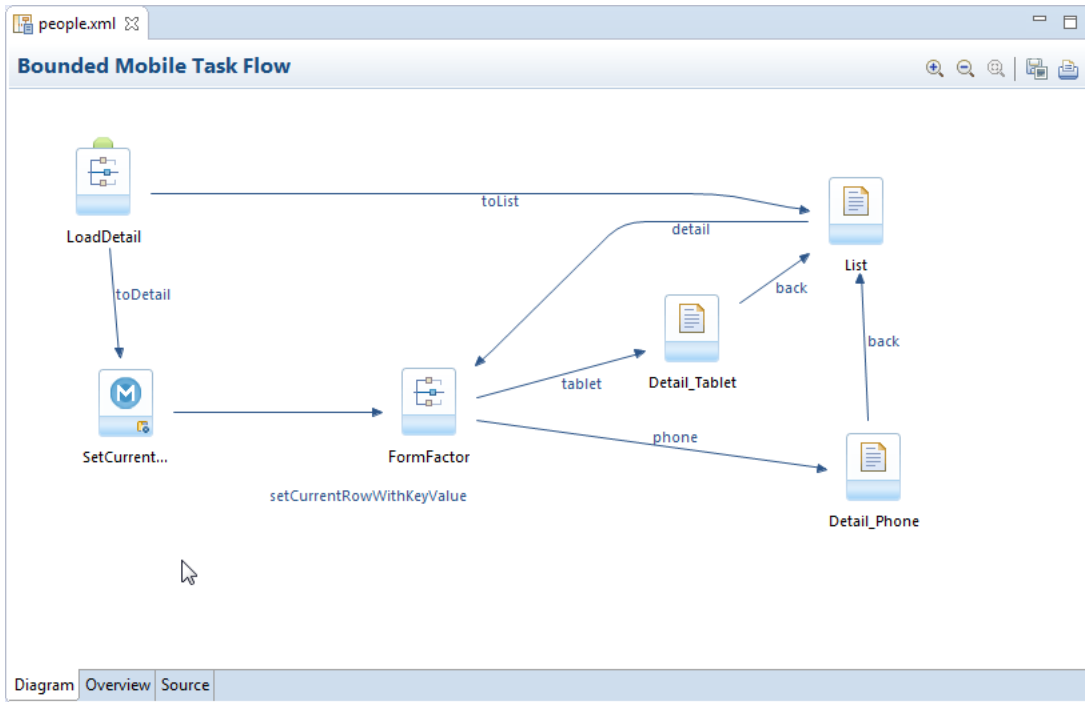 people.xml
Bounded Mobile Task Flow
LoadDetail
toList
detail
List
toDetail
back
back
tablet
Detail_Tablet
phone
SetCurrent...
FormFactor
setCurrentRowWithKeyValue
Detail_Phone
Diagram Overview Source